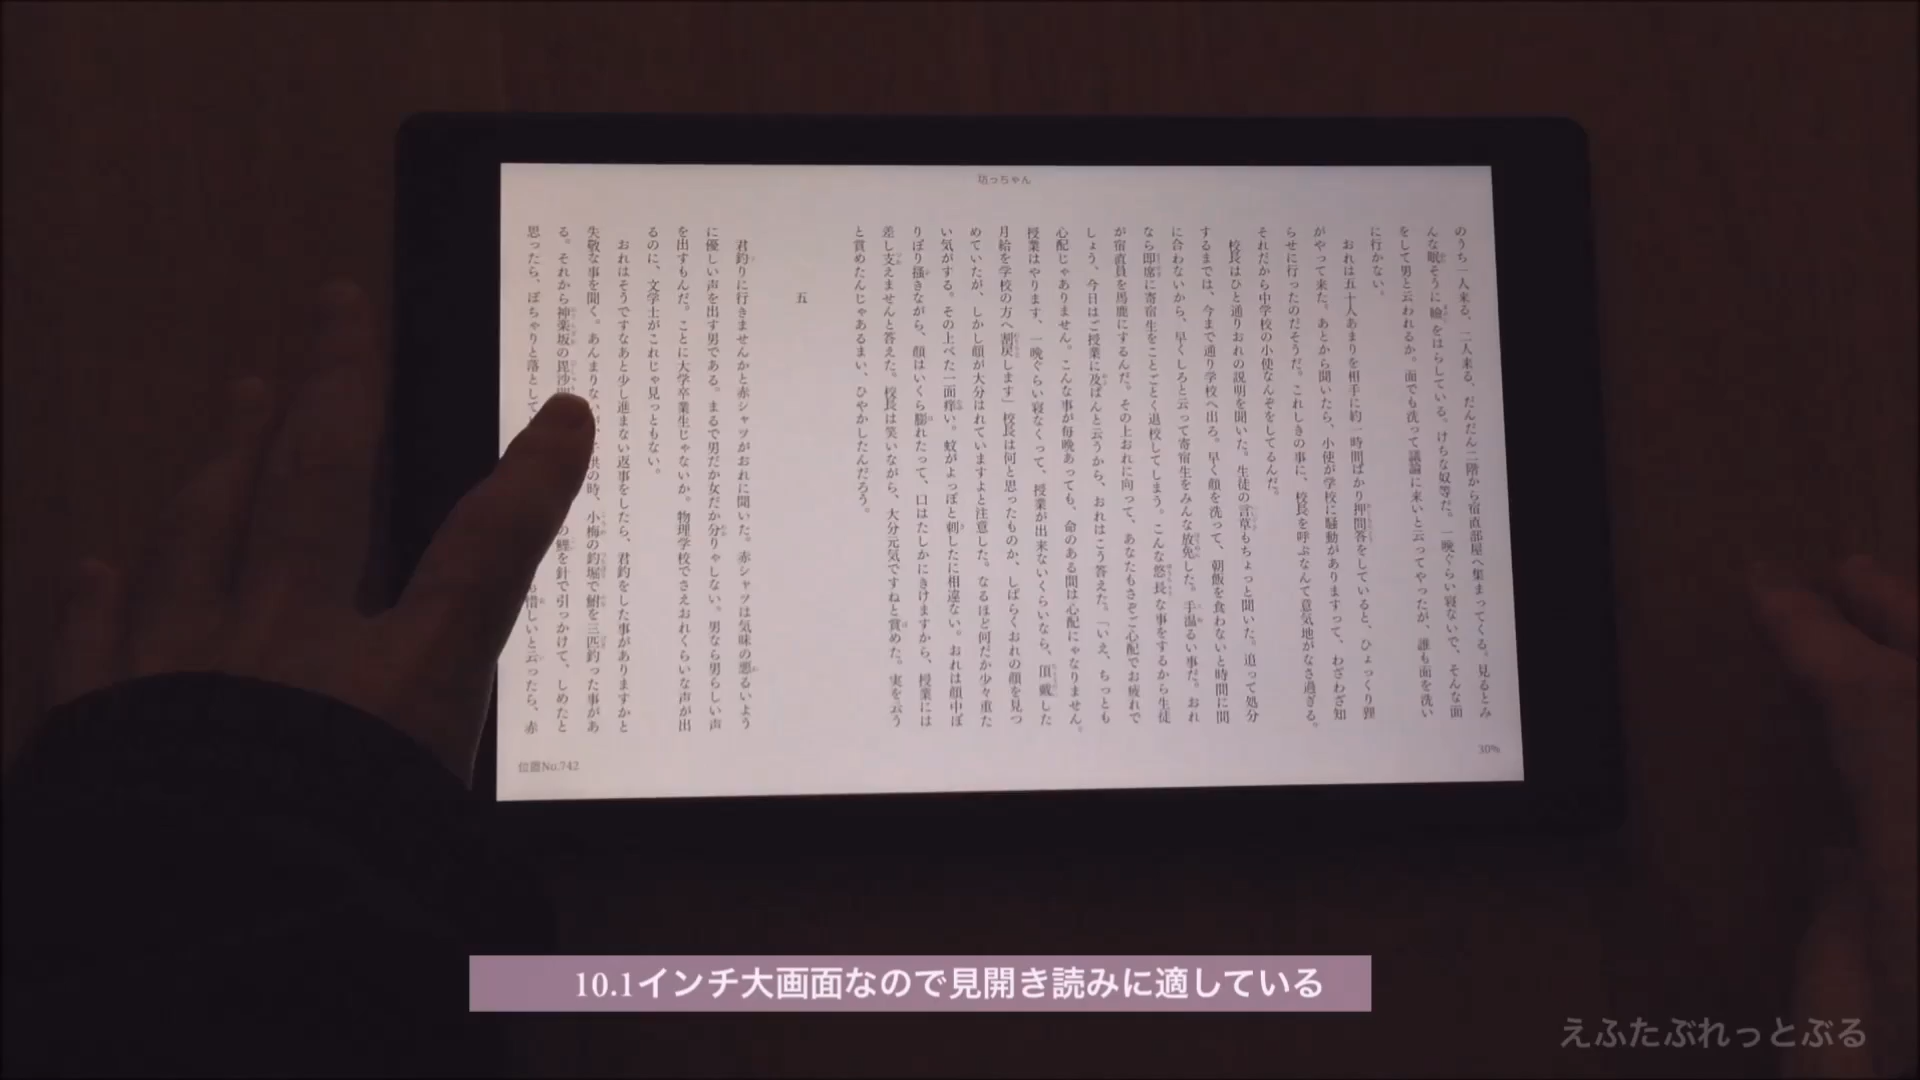 坊っちゃん
のうち一人来る、二人来る、だんだん二階から宿直部屋へ集まってくる。見るとみ
んな眠そうに瞼をはらしている。けちな奴等だ。一晩ぐらい寝ないで、そんな面
をして男と云われるか。面でも洗って議論に来いと云ってやったが、誰も面を洗い
に行かない。
おれは五十人あまりを相手に約一時間ばかり押問答をしていると、ひょっくり狸
がやって来た。あとから聞いたら、小使が学校に騒動がありますって、わざわざ知
らせに行ったのだそうだ。これしきの事に、校長を呼ぶなんて意気地がなさ過ぎる。
それだから中学校の小使なんぞをしてるんだ。
校長はひと通りおれの説明を聞いた。生徒の言草もちょっと聞いた。追って処分
するまでは、今まで通り学校へ出ろ。早く顔を洗って、朝飯を食わないと時間に間
に合わないから、早くしろと云って寄宿生をみんな放免した。手温るい事だ。おれ
なら即席に寄宿生をことごとく退校してしまう。こんな悠長な事をするから生徒
が宿直員を馬鹿にするんだ。その上おれに向って、あなたもさぞご心配でお疲れで
しょう、今日はご授業に及ばんと云うから、おれはこう答えた。「いえ、ちっとも
心配じゃありません。こんな事が毎晩あっても、命のある間は心配にゃなりません。
授業はやります、一晩ぐらい寝なくって、授業が出来ないくらいなら、頂戴した
月給を学校の方へ割戻します」校長は何と思ったものか、しばらくおれの顔を見つ
めていたが、しかし顔が大分はれていますよと注意した。なるほど何だか少々重た
い気がする。その上べた一面痒い。蚊がよっぽと刺したに相違ない。おれは顔中ぼ
りぼり掻きながら、顔はいくら膨れたって、口はたしかにきけますから、授業には
差し支えませんと答えた。校長は笑いながら、大分元気ですねと賞めた。実を云う
と賞めたんじゃあるまい、ひやかしたんだろう。
五
君釣りに行きませんかと赤シャツがおれに聞いた。赤シャツは気味の悪るいよう
に優しい声を出す男である。まるで男だか女だか分りゃしない。男なら男らしい声
を出すもんだ。ことに大学卒業生じゃないか。物理学校でさえおれくらいな声が出
るのに、文学士がこれじゃ見っともない。
おれはそうですなあと少し進まない返事をしたら、君釣をした事がありますかと
失敬な事を聞く。あんまりない 供の時、小梅の釣堀で鮒を三匹釣った事があ
る。それから神楽坂の毘沙 の鯉を針で引っかけて、しめたと
思ったら、ぽちゃりと落として も惜しいと云ったら、赤
位置No.742
30%
10.1インチ大画面なので見開き読みに適している
えふたぶれっとぶる